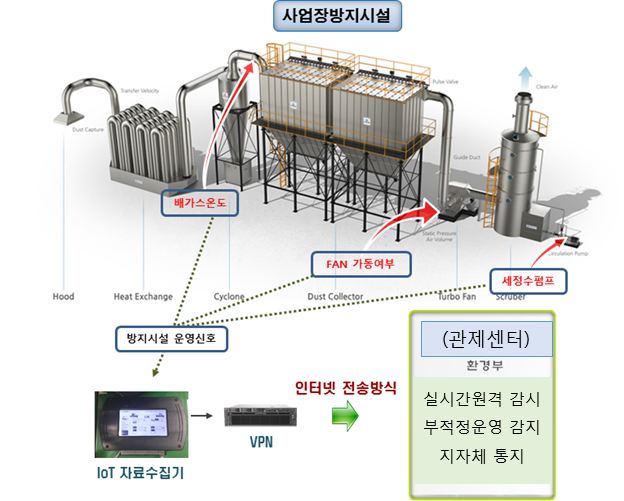 사업장방지시설
Pulse Valve
Clean Air
Transfer Velocity
Dust Capture
Guide Duct
배가스온도
Static Pressure
Air Volume
FAN 가동여부
Circulation Pump
세정수펌프
Hood
Heat Exchange
Cyclone
Dust Collector
Turbo Fan
Scruber
방지시설 운영신호
(관제센터)
환경부
인터넷 전송방식
실시간원격 감시
부적정운영 감지
지자체 통지
VPN
IoT 자료수집기